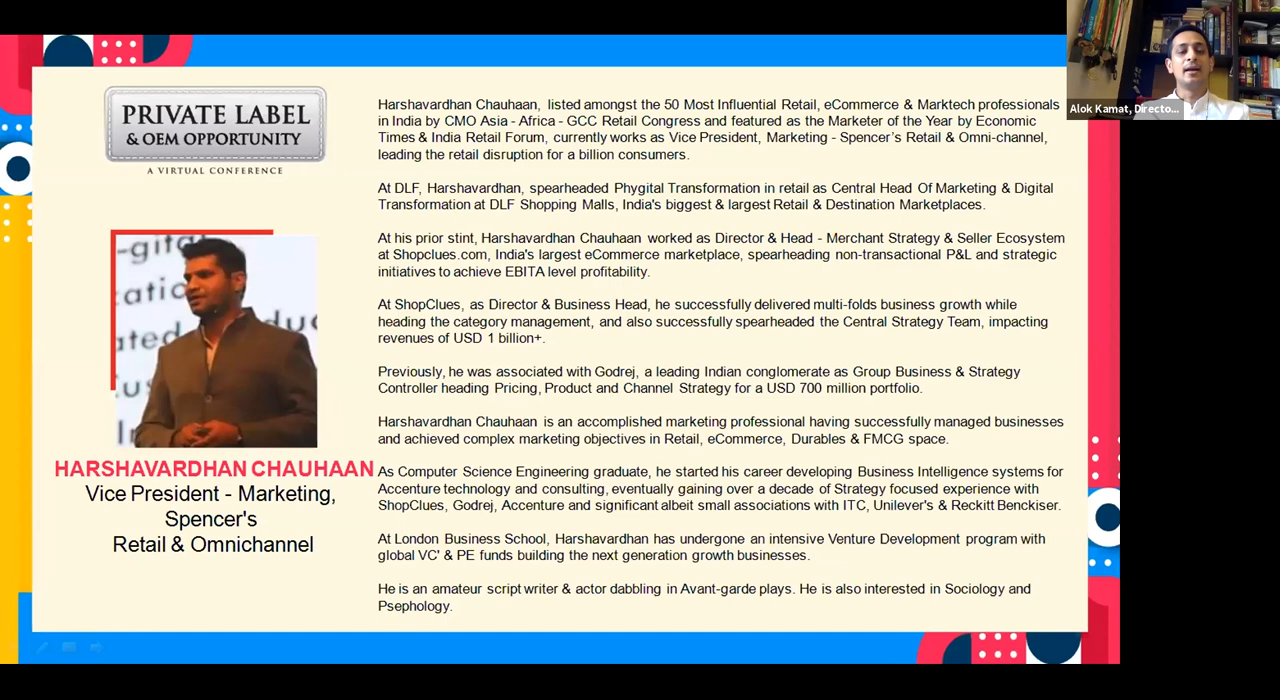 PRIVATE LABEL
& OEM OPPORTUNITY
A VIRTUAL CONFERENCE
Alok Kamat, Directo...
Harshavardhan Chauhaan, listed amongst the 50 Most Influential Retail, eCommerce & Marktech professionals
in India by CMO Asia - Africa - GCC Retail Congress and featured as the Marketer of the Year by Economic
Times & India Retail Forum, currently works as Vice President, Marketing - Spencer's Retail & Omni-channel,
leading the retail disruption for a billion consumers.
At DLF, Harshavardhan, spearheaded Phygital Transformation in retail as Central Head Of Marketing & Digital
Transformation at DLF Shopping Malls, India's biggest & largest Retail & Destination Marketplaces.
At his prior stint, Harshavardhan Chauhaan worked as Director & Head - Merchant Strategy & Seller Ecosystem
at Shopclues.com, India's largest eCommerce marketplace, spearheading non-transactional P&L and strategic
initiatives to achieve EBITA level profitability.
At ShopClues, as Director & Business Head, he successfully delivered multi-folds business growth while
heading the category management, and also successfully spearheaded the Central Strategy Team, impacting
revenues of USD 1 billion+.
Previously, he was associated with Godrej, a leading Indian conglomerate as Group Business & Strategy
Controller heading Pricing, Product and Channel Strategy for a USD 700 million portfolio.
Harshavardhan Chauhaan is an accomplished marketing professional having successfully managed businesses
and achieved complex marketing objectives in Retail, eCommerce, Durables & FMCG space.
As Computer Science Engineering graduate, he started his career developing Business Intelligence systems for
Accenture technology and consulting, eventually gaining over a decade of Strategy focused experience with
ShopClues, Godrej, Accenture and significant albeit small associations with ITC, Unilever's & Reckitt Benckiser.
At London Business School, Harshavardhan has undergone an intensive Venture Development program with
global VC' & PE funds building the next generation growth businesses.
He is an amateur script writer & actor dabbling in Avant-garde plays. He is also interested in Sociology and
Psephology.
-gital
catio
ated
HARSHAVARDHAN CHAUHAAN
Vice President - Marketing,
Spencer's
Retail & Omnichannel